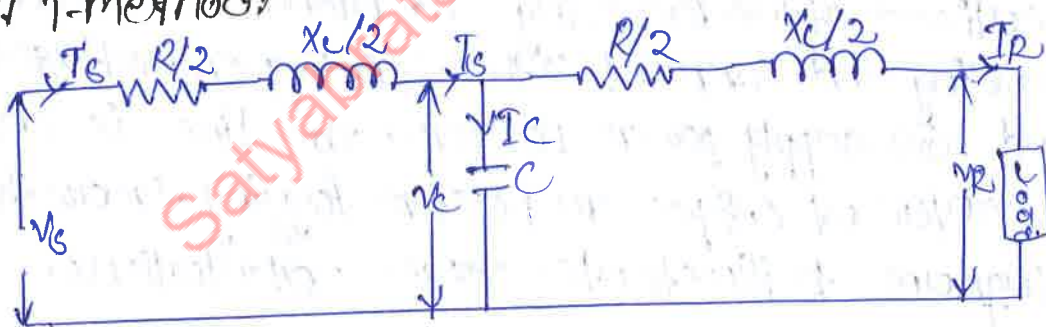 T-Method:
IS R/2 XL/2 IS R/2 XL/2 IR
IC
C
VS VC VR Load
Satyabrata